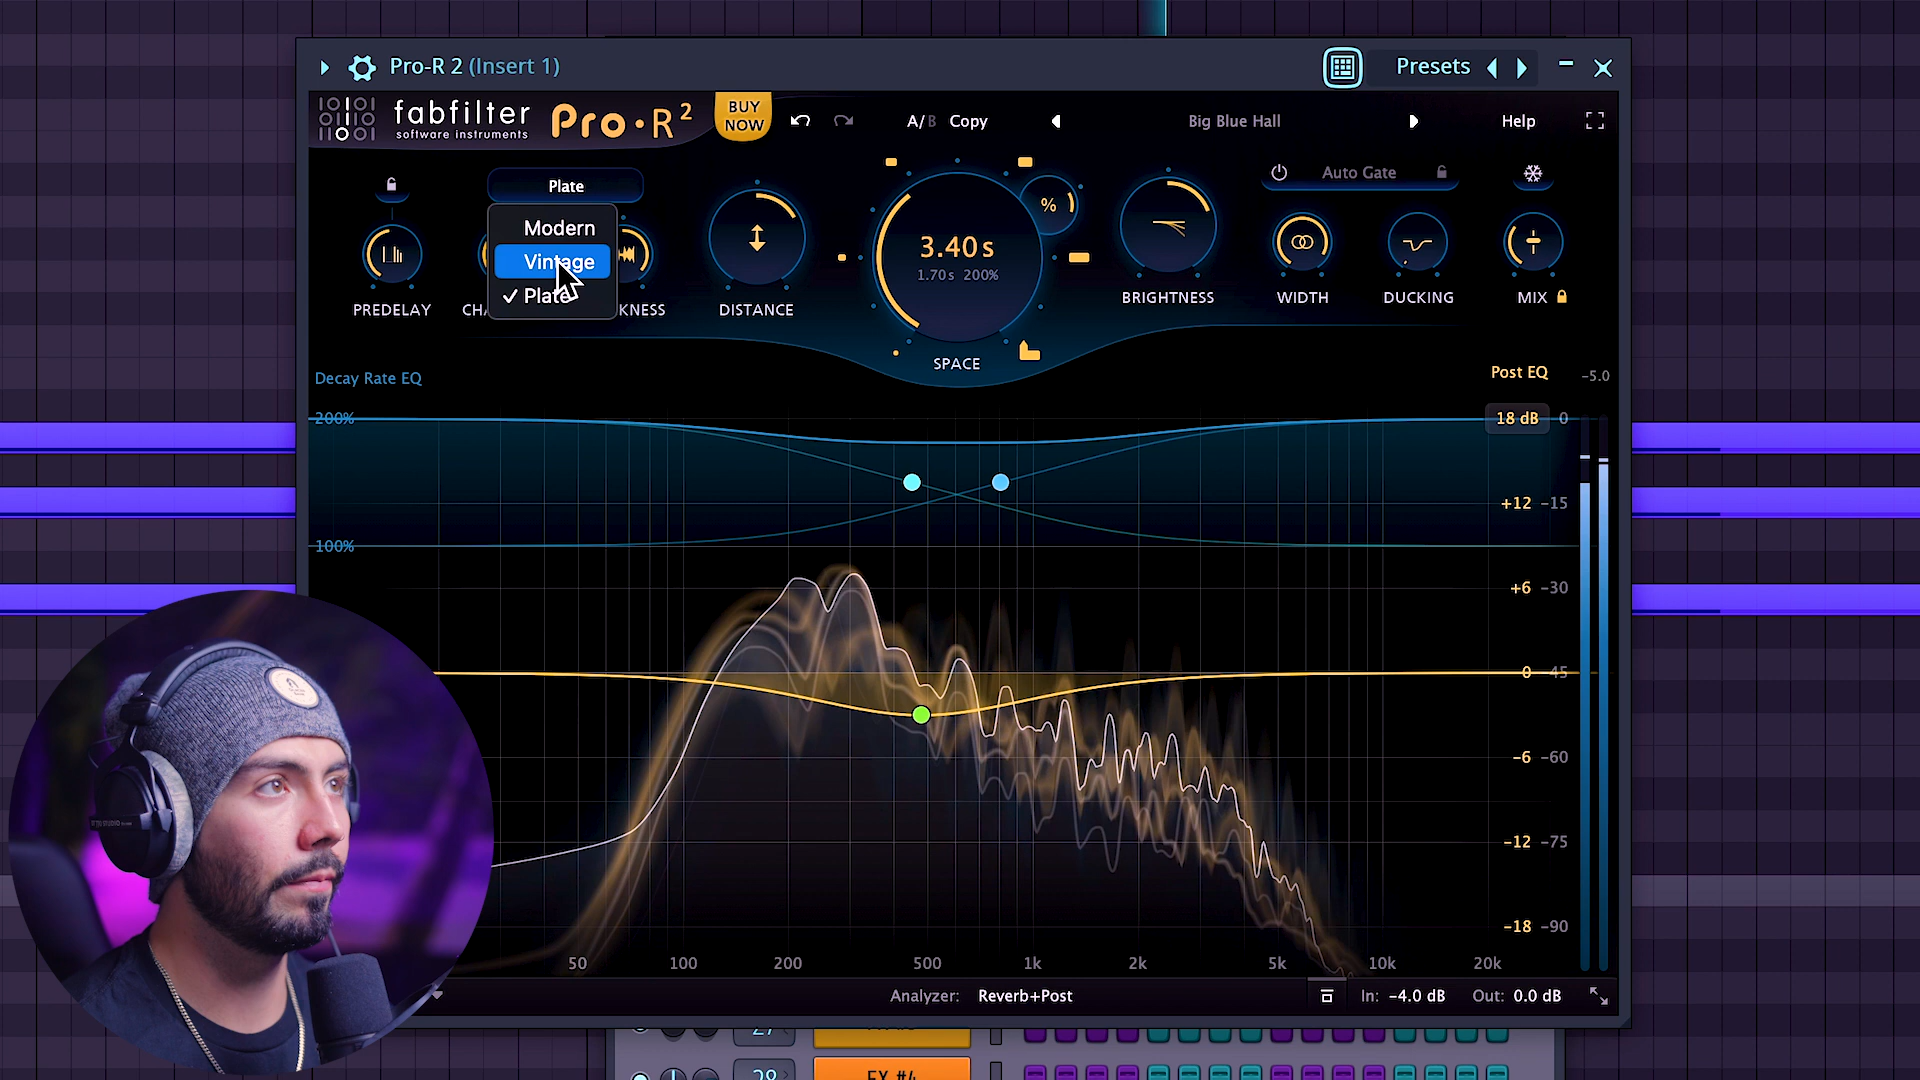 Pro-R 2 (Insert 1)
Presets
fabfilter
software instruments
Pro·R2
BUY NOW
A/B
Copy
Big Blue Hall
Help
Plate
Modern
Vintage
Plate
Auto Gate
%
3.40 s
1.70s 200%
PREDELAY
CHA
KNESS
DISTANCE
SPACE
BRIGHTNESS
WIDTH
DUCKING
MIX
Decay Rate EQ
Post EQ
-5.0
200%
18 dB
0
+12 -15
100%
+6 -30
0 -45
-6 -60
-12 -75
-18 -90
50 100 200 500 1k 2k 5k 10k 20k
Analyzer: Reverb+Post
In: -4.0 dB
Out: 0.0 dB
27
28
FX #4